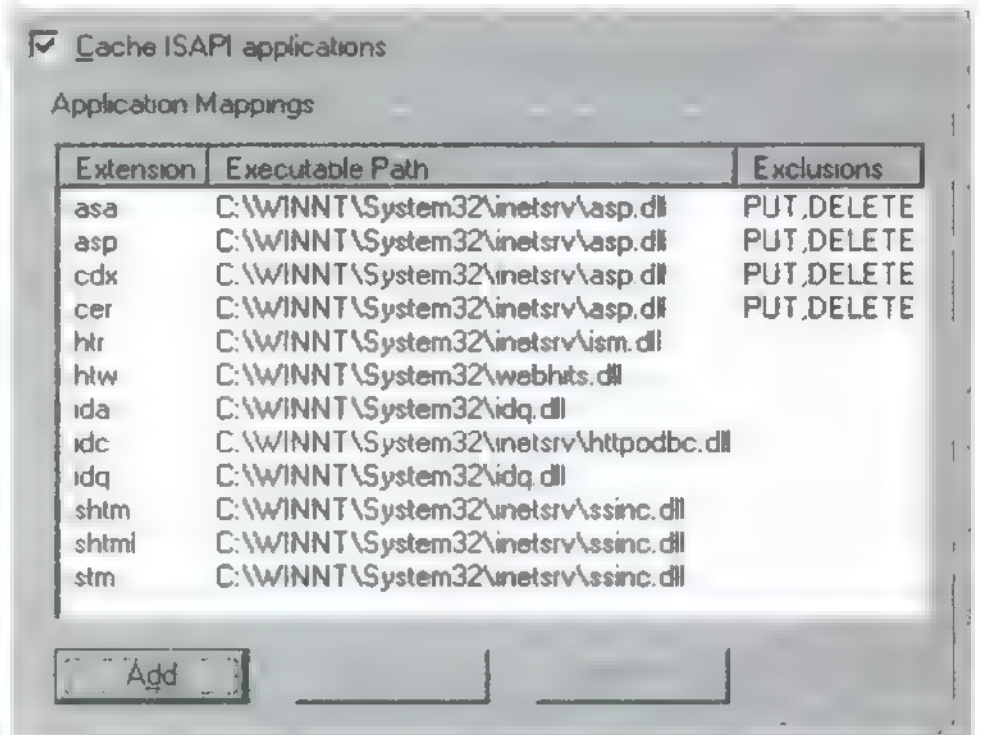 Cache ISAPI applications
Application Mappings
Extension Executable Path Exclusions
asa C:\WINNT\System32\inetsrv\asp.dll PUT,DELETE
asp C:\WINNT\System32\inetsrv\asp.dll PUT,DELETE
cdx C:\WINNT\System32\inetsrv\asp.dll PUT,DELETE
cer C:\WINNT\System32\inetsrv\asp.dll PUT,DELETE
htr C:\WINNT\System32\inetsrv\ism.dll
htw C:\WINNT\System32\webhits.dll
ida C:\WINNT\System32\idq.dll
idc C:\WINNT\System32\inetsrv\httpodbc.dll
idq C:\WINNT\System32\idq.dll
shtm C:\WINNT\System32\inetsrv\ssinc.dll
shtml C:\WINNT\System32\inetsrv\ssinc.dll
stm C:\WINNT\System32\inetsrv\ssinc.dll
Add